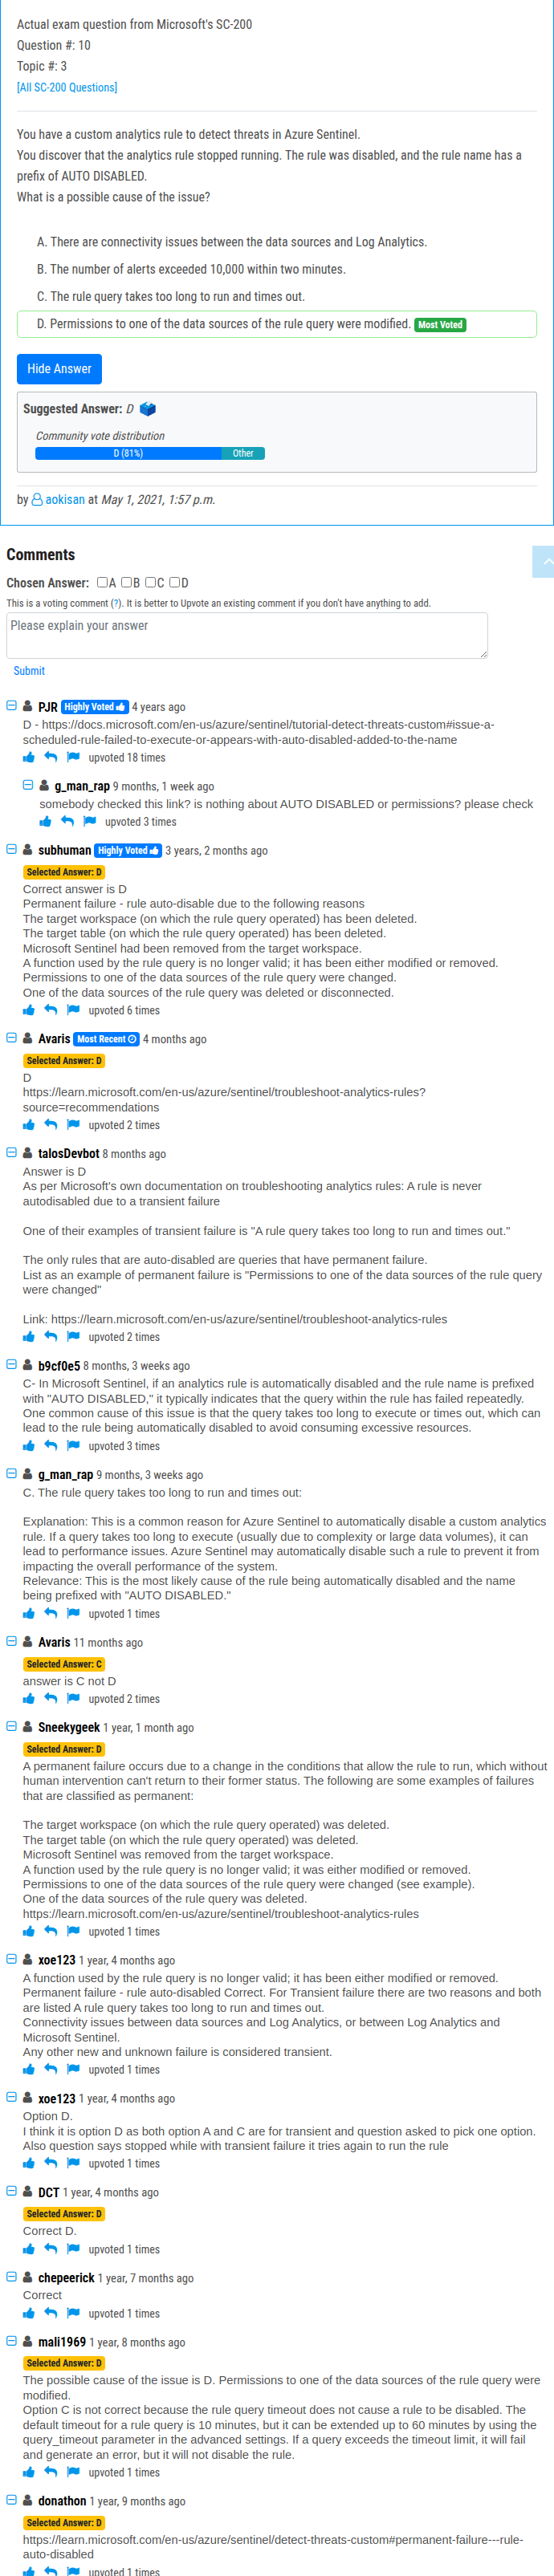 Actual exam question from Microsoft's SC-200
Question #: 10
Topic #: 3
[All SC-200 Questions]
You have a custom analytics rule to detect threats in Azure Sentinel.
You discover that the analytics rule stopped running. The rule was disabled, and the rule name has a
prefix of AUTO DISABLED.
What is a possible cause of the issue?
A. There are connectivity issues between the data sources and Log Analytics.
B. The number of alerts exceeded 10,000 within two minutes.
C. The rule query takes too long to run and times out.
D. Permissions to one of the data sources of the rule query were modified. Most Voted
Hide Answer
Suggested Answer: D
Community vote distribution
D (81%) Other
by aokisan at May 1, 2021, 1:57 p.m.
Comments
Chosen Answer: A B C D
This is a voting comment (?). It is better to Upvote an existing comment if you don't have anything to add.
Please explain your answer
Submit
PJR Highly Voted 4 years ago
D - https://docs.microsoft.com/en-us/azure/sentinel/tutorial-detect-threats-custom#issue-a-
scheduled-rule-failed-to-execute-or-appears-with-auto-disabled-added-to-the-name
upvoted 18 times
g_man_rap 9 months, 1 week ago
somebody checked this link? is nothing about AUTO DISABLED or permissions? please check
upvoted 3 times
subhuman Highly Voted 3 years, 2 months ago
Selected Answer: D
Correct answer is D
Permanent failure - rule auto-disable due to the following reasons
The target workspace (on which the rule query operated) has been deleted.
The target table (on which the rule query operated) has been deleted.
Microsoft Sentinel had been removed from the target workspace.
A function used by the rule query is no longer valid; it has been either modified or removed.
Permissions to one of the data sources of the rule query were changed.
One of the data sources of the rule query was deleted or disconnected.
upvoted 6 times
Avaris Most Recent 4 months ago
Selected Answer: D
D
https://learn.microsoft.com/en-us/azure/sentinel/troubleshoot-analytics-rules?
source=recommendations
upvoted 2 times
talosDevbot 8 months ago
Answer is D
As per Microsoft's own documentation on troubleshooting analytics rules: A rule is never
autodisabled due to a transient failure
One of their examples of transient failure is "A rule query takes too long to run and times out."
The only rules that are auto-disabled are queries that have permanent failure.
List as an example of permanent failure is "Permissions to one of the data sources of the rule query
were changed"
Link: https://learn.microsoft.com/en-us/azure/sentinel/troubleshoot-analytics-rules
upvoted 2 times
b9cf0e5 8 months, 3 weeks ago
C- In Microsoft Sentinel, if an analytics rule is automatically disabled and the rule name is prefixed
with "AUTO DISABLED," it typically indicates that the query within the rule has failed repeatedly.
One common cause of this issue is that the query takes too long to execute or times out, which can
lead to the rule being automatically disabled to avoid consuming excessive resources.
upvoted 3 times
g_man_rap 9 months, 3 weeks ago
C. The rule query takes too long to run and times out:
Explanation: This is a common reason for Azure Sentinel to automatically disable a custom analytics
rule. If a query takes too long to execute (usually due to complexity or large data volumes), it can
lead to performance issues. Azure Sentinel may automatically disable such a rule to prevent it from
impacting the overall performance of the system.
Relevance: This is the most likely cause of the rule being automatically disabled and the name
being prefixed with "AUTO DISABLED."
upvoted 1 times
Avaris 11 months ago
Selected Answer: C
answer is C not D
upvoted 2 times
Sneekygeek 1 year, 1 month ago
Selected Answer: D
A permanent failure occurs due to a change in the conditions that allow the rule to run, which without
human intervention can't return to their former status. The following are some examples of failures
that are classified as permanent:
The target workspace (on which the rule query operated) was deleted.
The target table (on which the rule query operated) was deleted.
Microsoft Sentinel was removed from the target workspace.
A function used by the rule query is no longer valid; it was either modified or removed.
Permissions to one of the data sources of the rule query were changed (see example).
One of the data sources of the rule query was deleted.
https://learn.microsoft.com/en-us/azure/sentinel/troubleshoot-analytics-rules
upvoted 1 times
xoe123 1 year, 4 months ago
A function used by the rule query is no longer valid; it has been either modified or removed.
Permanent failure - rule auto-disabled Correct. For Transient failure there are two reasons and both
are listed A rule query takes too long to run and times out.
Connectivity issues between data sources and Log Analytics, or between Log Analytics and
Microsoft Sentinel.
Any other new and unknown failure is considered transient.
upvoted 1 times
xoe123 1 year, 4 months ago
Option D.
I think it is option D as both option A and C are for transient and question asked to pick one option.
Also question says stopped while with transient failure it tries again to run the rule
upvoted 1 times
DCT 1 year, 4 months ago
Selected Answer: D
Correct D.
upvoted 1 times
chepeerick 1 year, 7 months ago
Correct
upvoted 1 times
mali1969 1 year, 8 months ago
Selected Answer: D
The possible cause of the issue is D. Permissions to one of the data sources of the rule query were
modified.
Option C is not correct because the rule query timeout does not cause a rule to be disabled. The
default timeout for a rule query is 10 minutes, but it can be extended up to 60 minutes by using the
query_timeout parameter in the advanced settings. If a query exceeds the timeout limit, it will fail
and generate an error, but it will not disable the rule.
upvoted 1 times
donathon 1 year, 9 months ago
Selected Answer: D
https://learn.microsoft.com/en-us/azure/sentinel/detect-threats-custom#permanent-failure---rule-
auto-disabled
upvoted 1 times